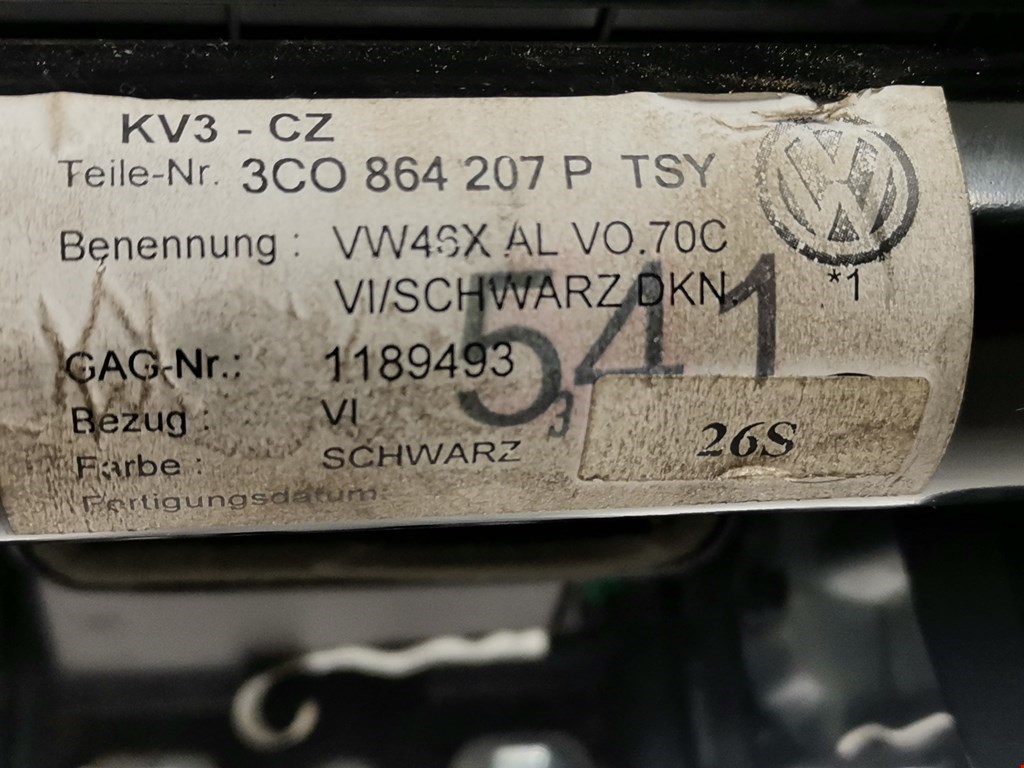 KV3 - CZ
Teile-Nr. 3CO 864 207 P TSY
Benennung : VW46X AL VO.70C
VI/SCHWARZ DKN.
*1
541
GAG-Nr.: 1189493
3
Bezug : VI
26S
Farbe : SCHWARZ
Fertigungsdatum: